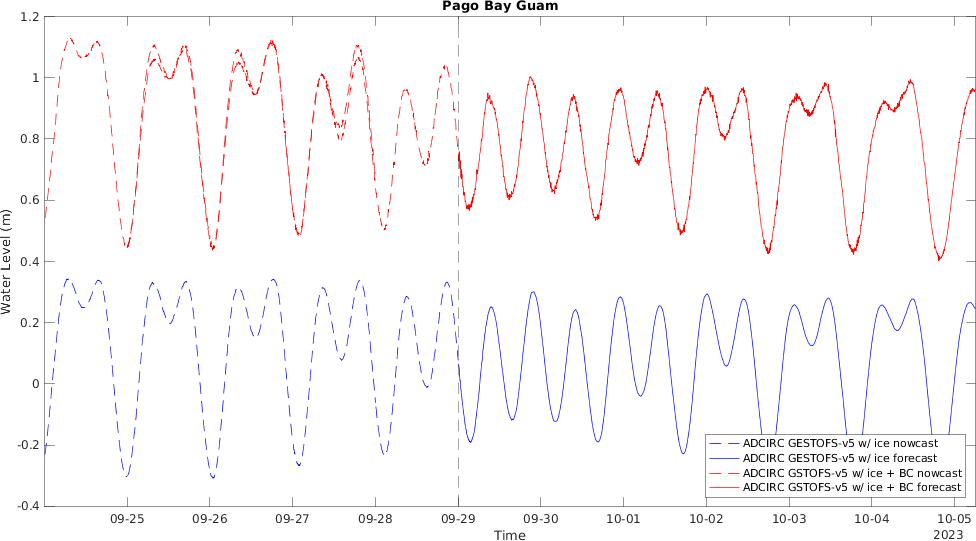 Pago Bay Guam
1.2
1
0.8
0.6
0.4
0.2
0
-0.2
-0.4
Water Level (m)
ADCIRC GESTOFS-v5 w/ ice nowcast
ADCIRC GESTOFS-v5 w/ ice forecast
ADCIRC GSTOFS-v5 w/ ice + BC nowcast
ADCIRC GSTOFS-v5 w/ ice + BC forecast
09-25 09-26 09-27 09-28 09-29 09-30 10-01 10-02 10-03 10-04 10-05
Time
2023